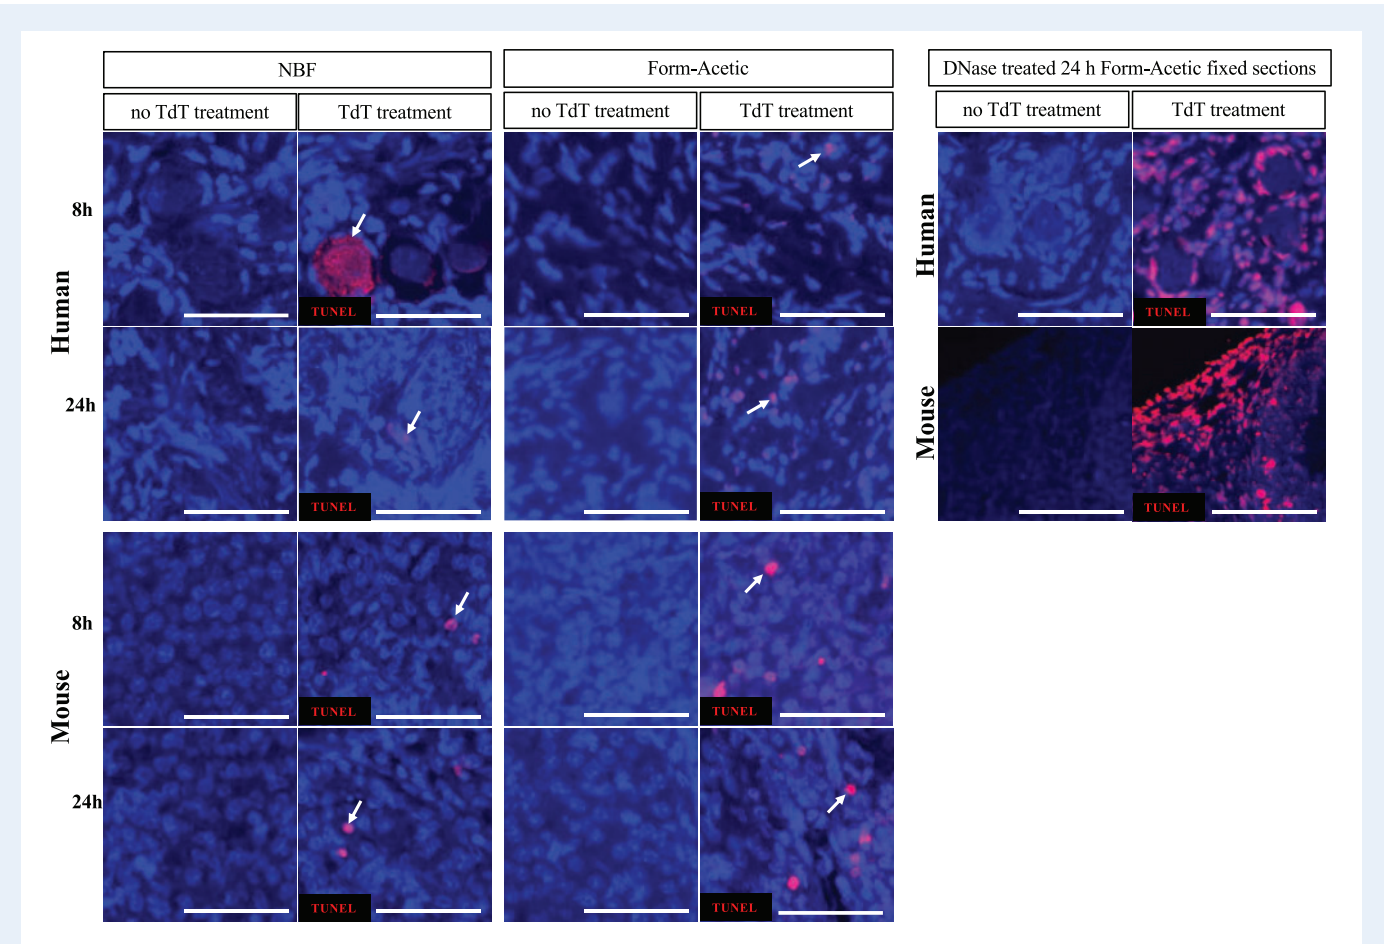 NBF
Form-Acetic
DNase treated 24 h Form-Acetic fixed sections
no TdT treatment
TdT treatment
no TdT treatment
TdT treatment
no TdT treatment
TdT treatment
Human
8h
TUNEL
TUNEL
Human
TUNEL
24h
TUNEL
TUNEL
Mouse
TUNEL
Mouse
8h
TUNEL
TUNEL
24h
TUNEL
TUNEL